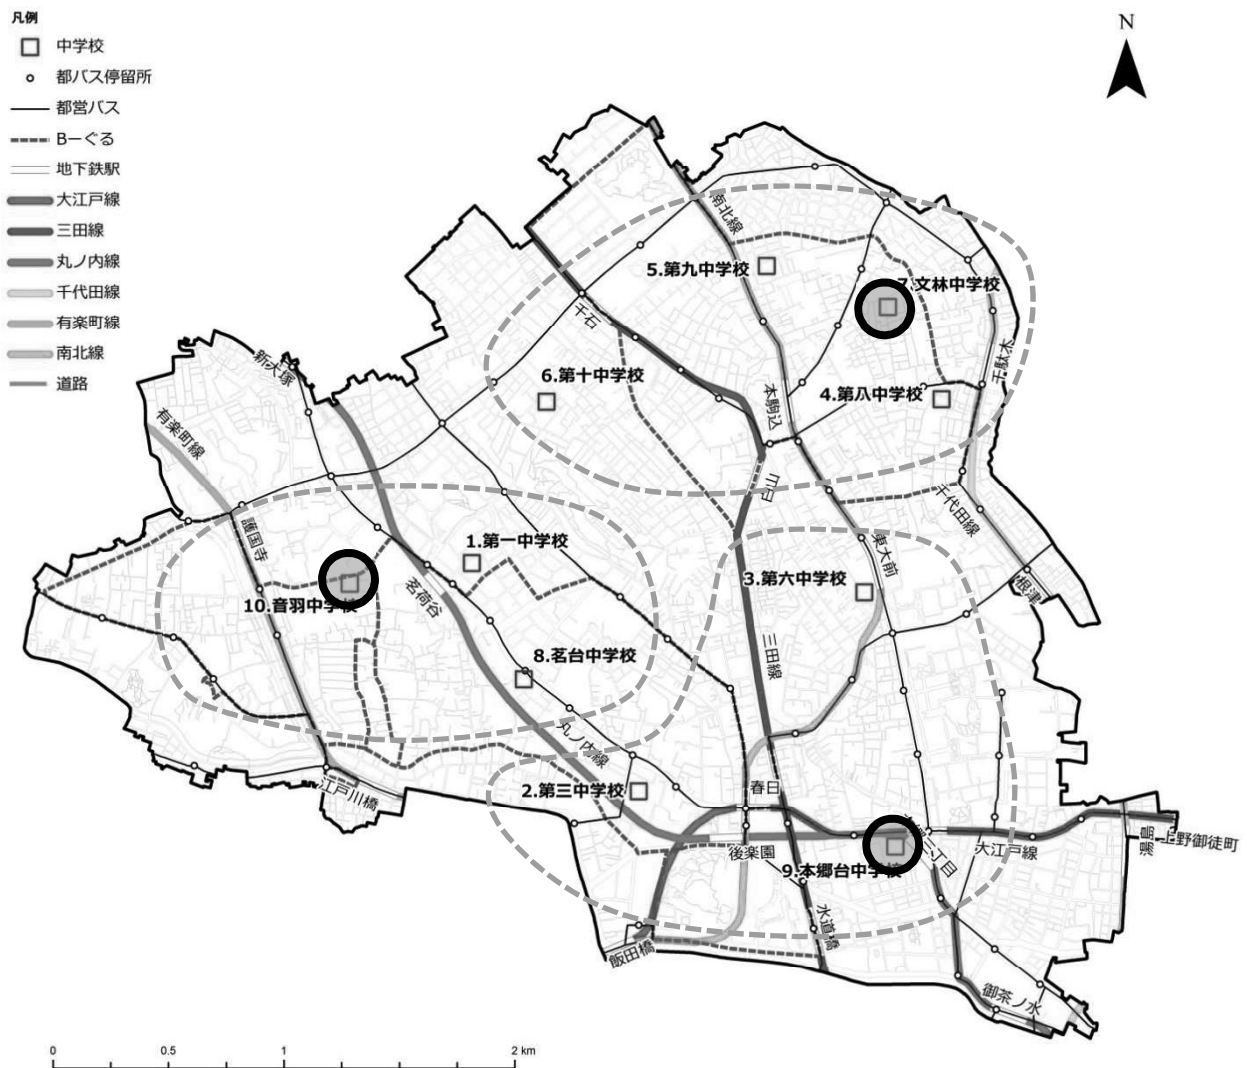 凡例
中学校
都バス停留所
都営バス
Bーぐる
地下鉄駅
大江戸線
三田線
丸ノ内線
千代田線
有楽町線
南北線
道路
N
南北線
5.第九中学校
7.文林中学校
千石
千駄木
新大塚
6.第十中学校
本駒込
4.第八中学校
有楽町線
白山
千代田線
護国寺
1.第一中学校
東大前
3.第六中学校
根津
茗荷谷
10.音羽中学校
三田線
8.茗台中学校
丸ノ内線
2.第三中学校
春日
江戸川橋
後楽園
三丁目
大江戸線
湯島
上野御徒町
9.本郷台中学校
水道橋
飯田橋
御茶ノ水
0 0.5 1 2 km